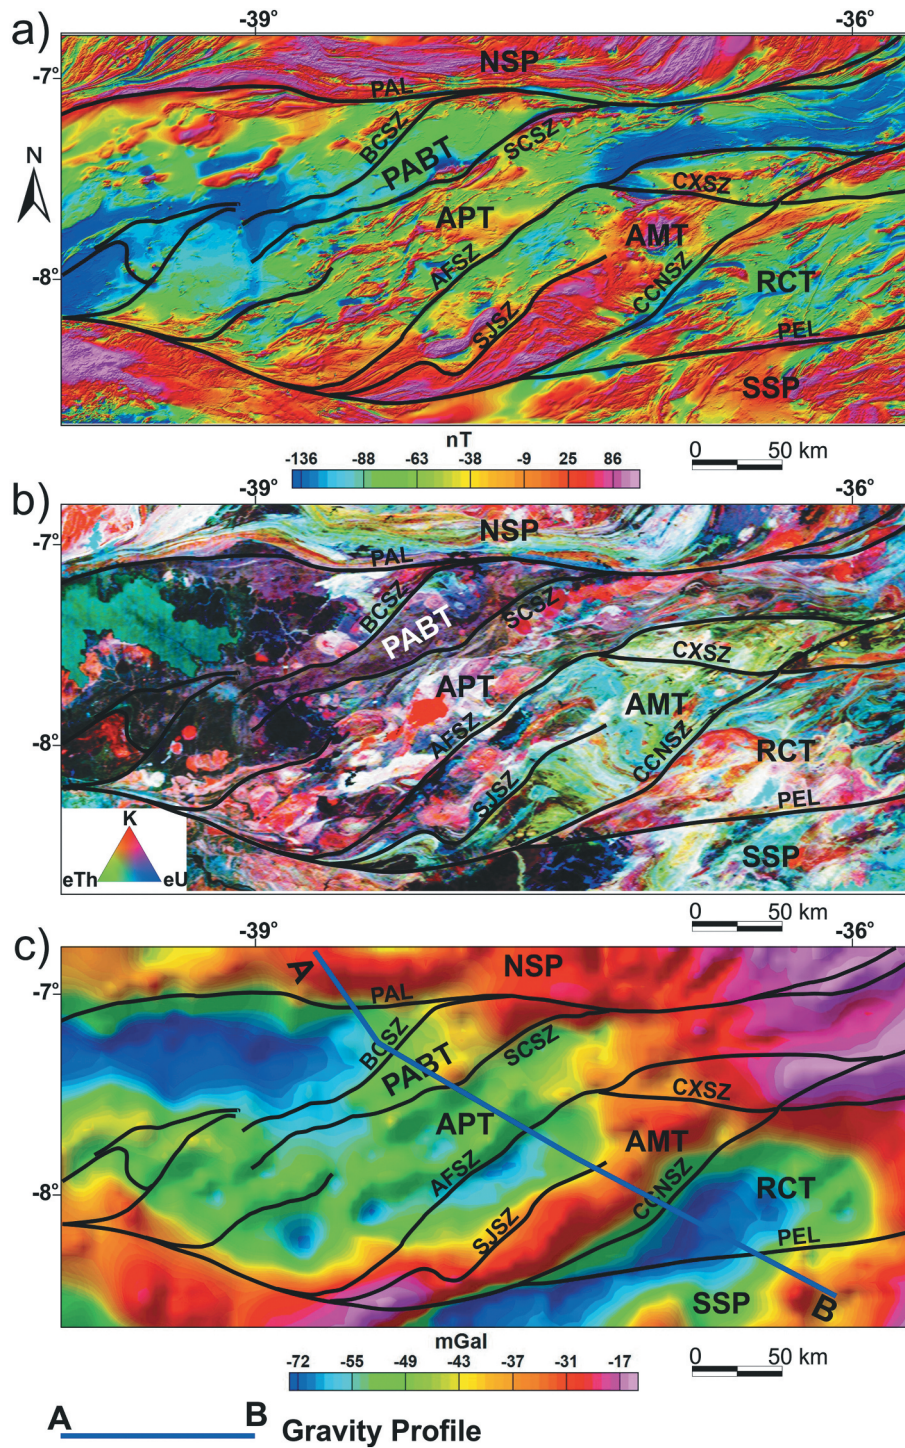 a)
-39° -36°
-7°
-8°
N
NSP
PAL
BCSZ
PABT
SCSZ
CXSZ
APT
AMT
AFSZ
CCNSZ
RCT
SJSZ
PEL
SSP
nT
-136 -88 -63 -38 -9 25 86
0 50 km
b)
-39° -36°
-7°
-8°
NSP
PAL
BCSZ
PABT
SCSZ
CXSZ
APT
AMT
AFSZ
CCNSZ
RCT
SJSZ
PEL
SSP
K
eTh eU
0 50 km
c)
-39° -36°
-7°
-8°
A
NSP
PAL
BCSZ
PABT
SCSZ
CXSZ
APT
AMT
AFSZ
CCNSZ
RCT
SJSZ
PEL
SSP
B
mGal
-72 -55 -49 -43 -37 -31 -17
0 50 km
A B Gravity Profile